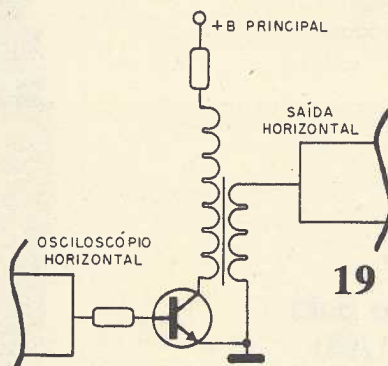 +B PRINCIPAL
SAÍDA
HORIZONTAL
OSCILOSCÓPIO
HORIZONTAL
19